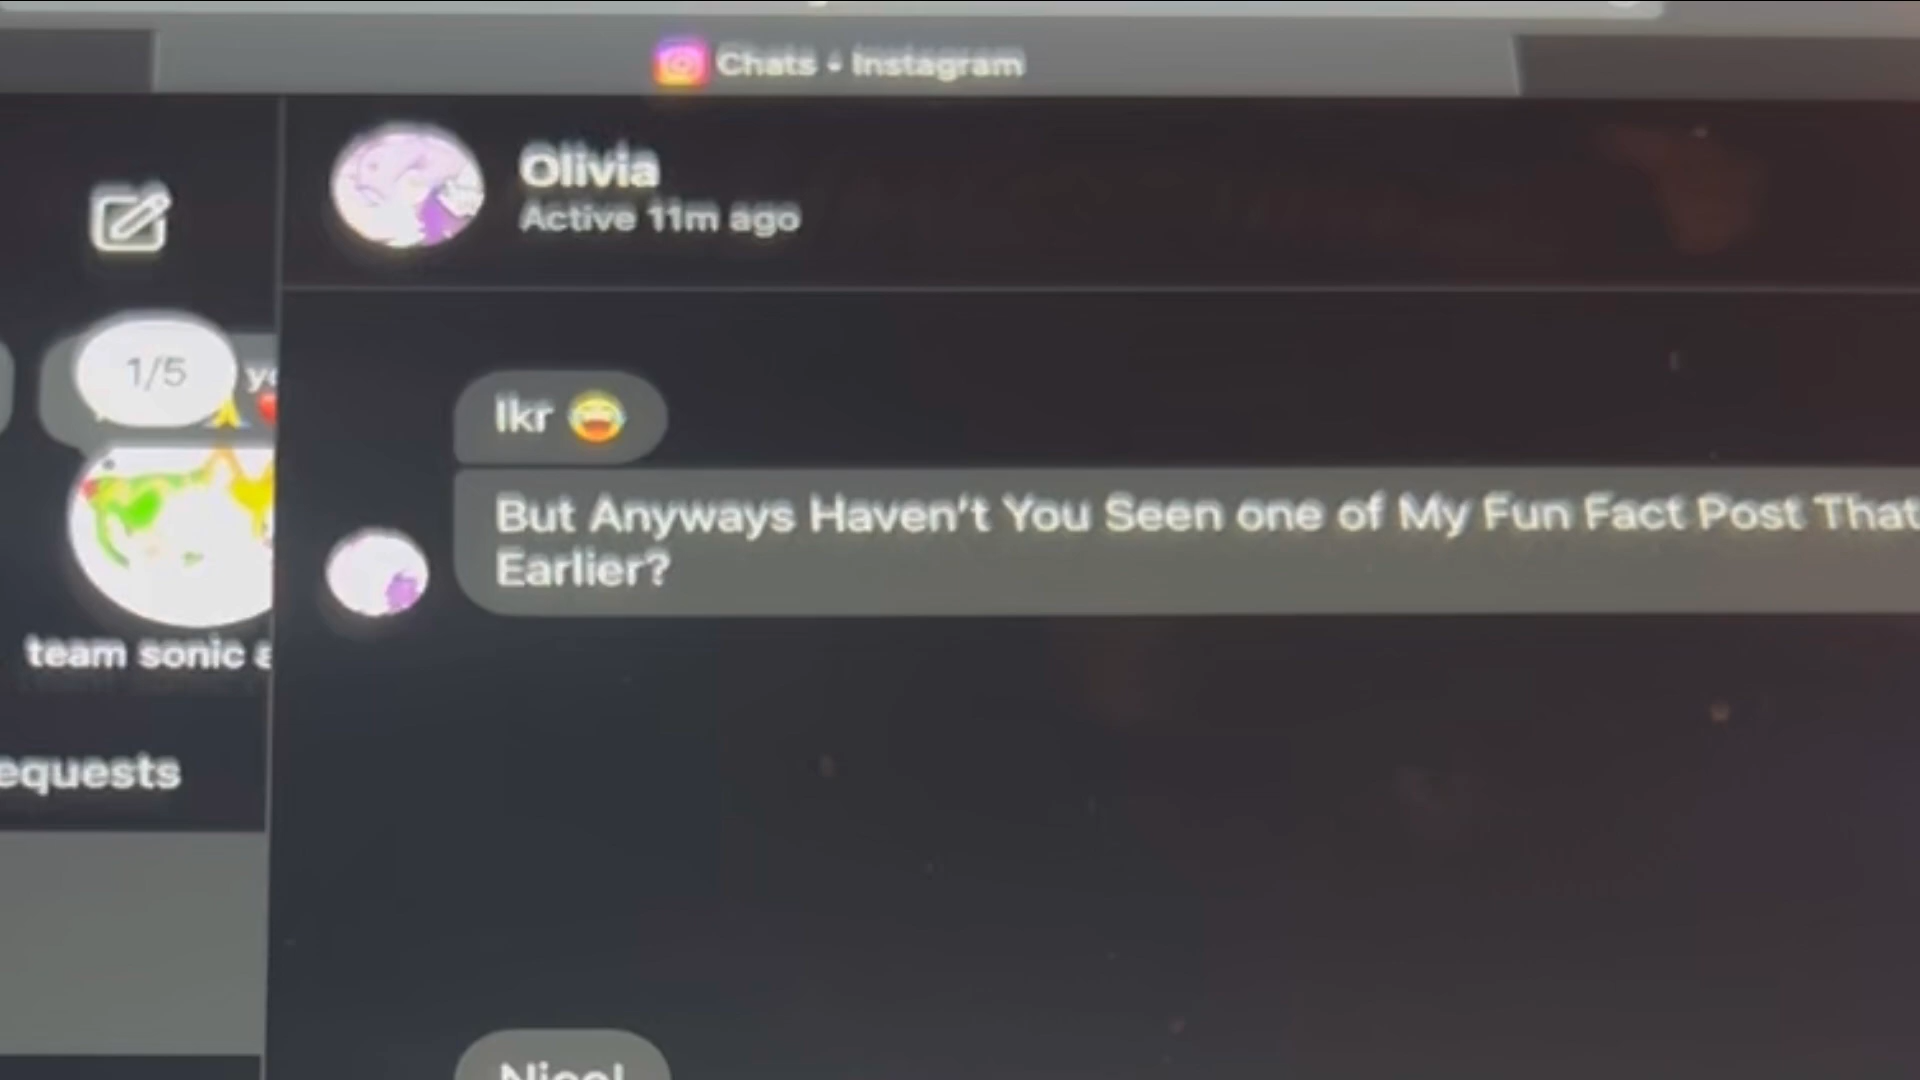 Chats • Instagram
Olivia
Active 11m ago
1/5
Ikr 😂
But Anyways Haven't You Seen one of My Fun Fact Post That
Earlier?
team sonic
equests